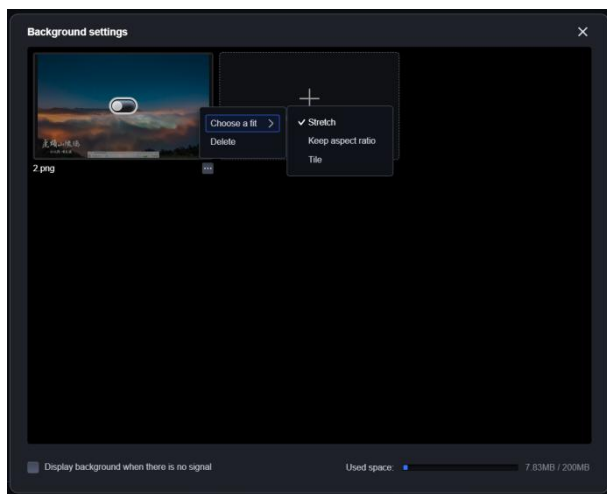 Background settings
Choose a fit
Delete
Stretch
Keep aspect ratio
Tile
2.png
Display background when there is no signal
Used space:
7.83MB / 200MB